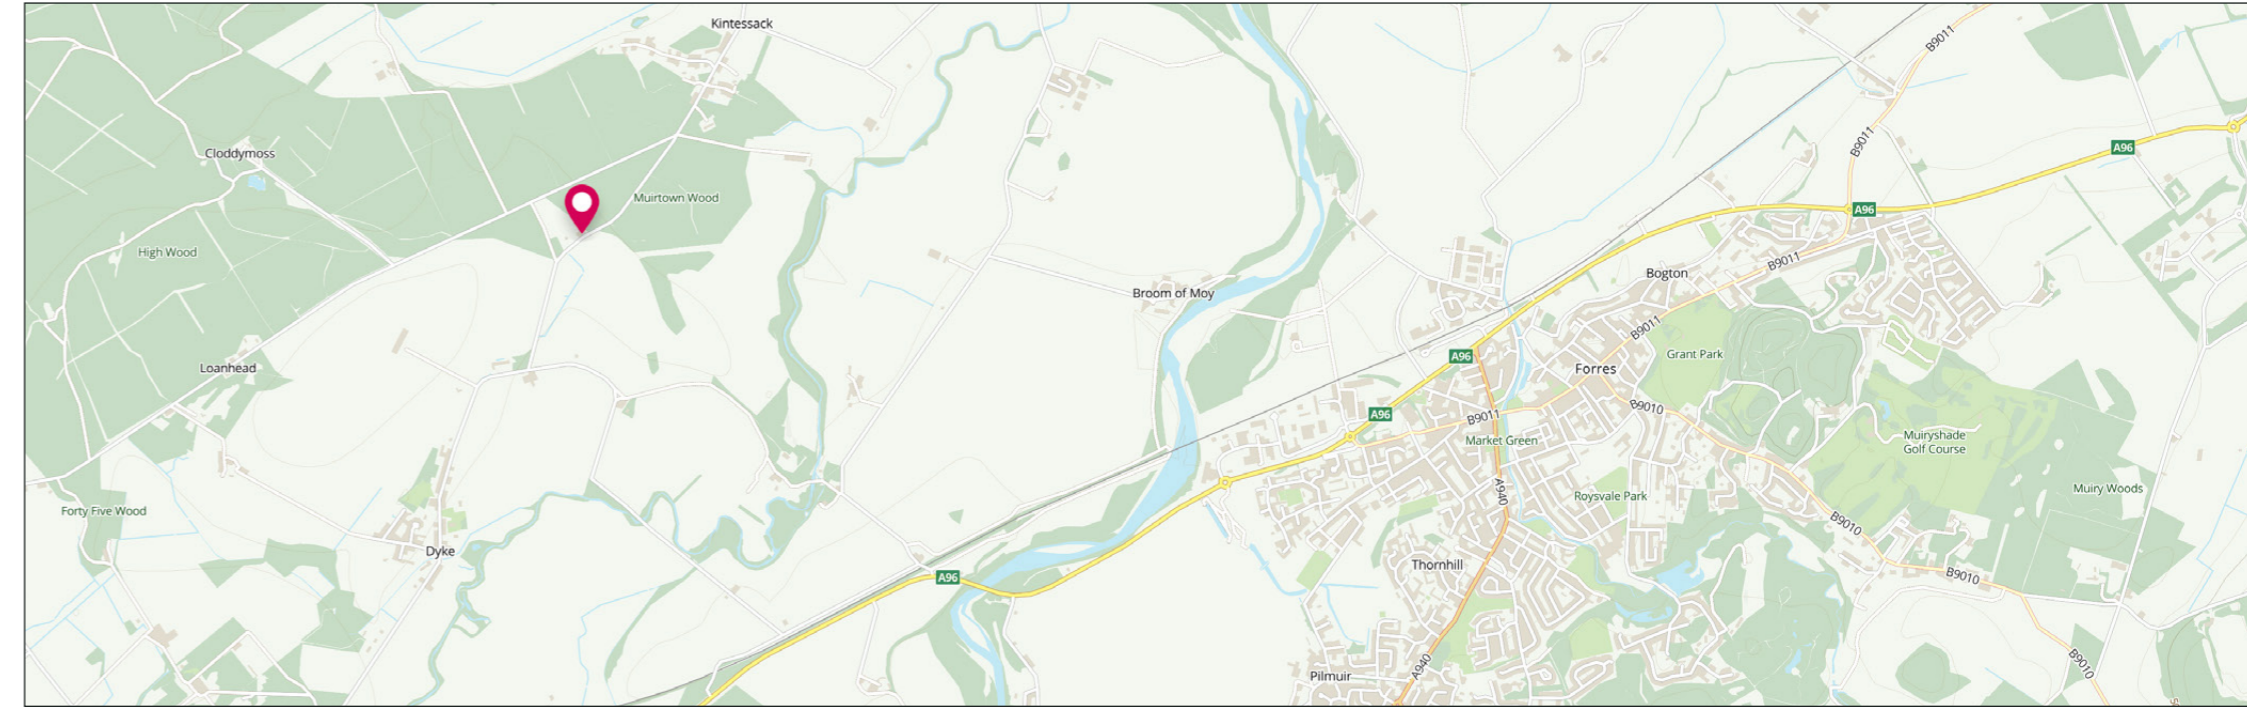 Kintessack
B9011
Cloddymoss
B9011
A96
Muirtown Wood
A96
High Wood
B9011
Bogton
Broom of Moy
B9011
A96
Grant Park
Loanhead
Forres
B9010
A96
B9011
Market Green
Muiryshade
Golf Course
A940
Roysvale Park
Muiry Woods
Forty Five Wood
B9010
Dyke
Thornhill
A96
B9010
A940
Pilmuir
B9010